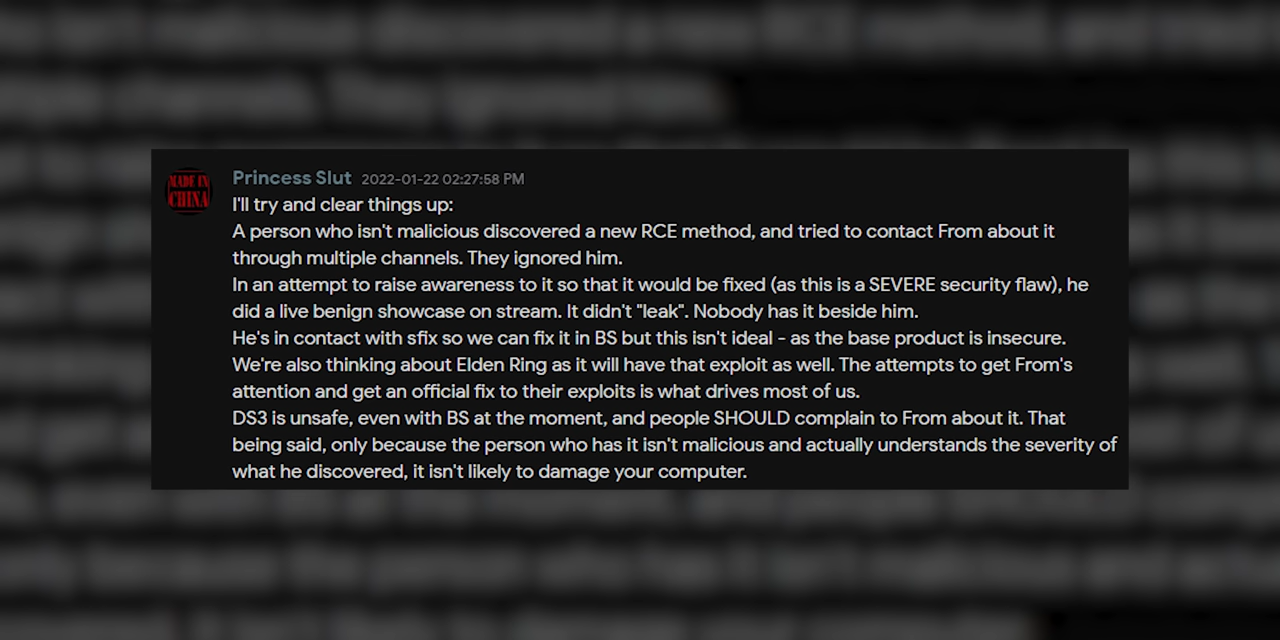 MADE IN
CHINA
Princess Slut 2022-01-22 02:27:58 PM
I'll try and clear things up:
A person who isn't malicious discovered a new RCE method, and tried to contact From about it
through multiple channels. They ignored him.
In an attempt to raise awareness to it so that it would be fixed (as this is a SEVERE security flaw), he
did a live benign showcase on stream. It didn't "leak". Nobody has it beside him.
He's in contact with sfix so we can fix it in BS but this isn't ideal - as the base product is insecure.
We're also thinking about Elden Ring as it will have that exploit as well. The attempts to get From's
attention and get an official fix to their exploits is what drives most of us.
DS3 is unsafe, even with BS at the moment, and people SHOULD complain to From about it. That
being said, only because the person who has it isn't malicious and actually understands the severity of
what he discovered, it isn't likely to damage your computer.